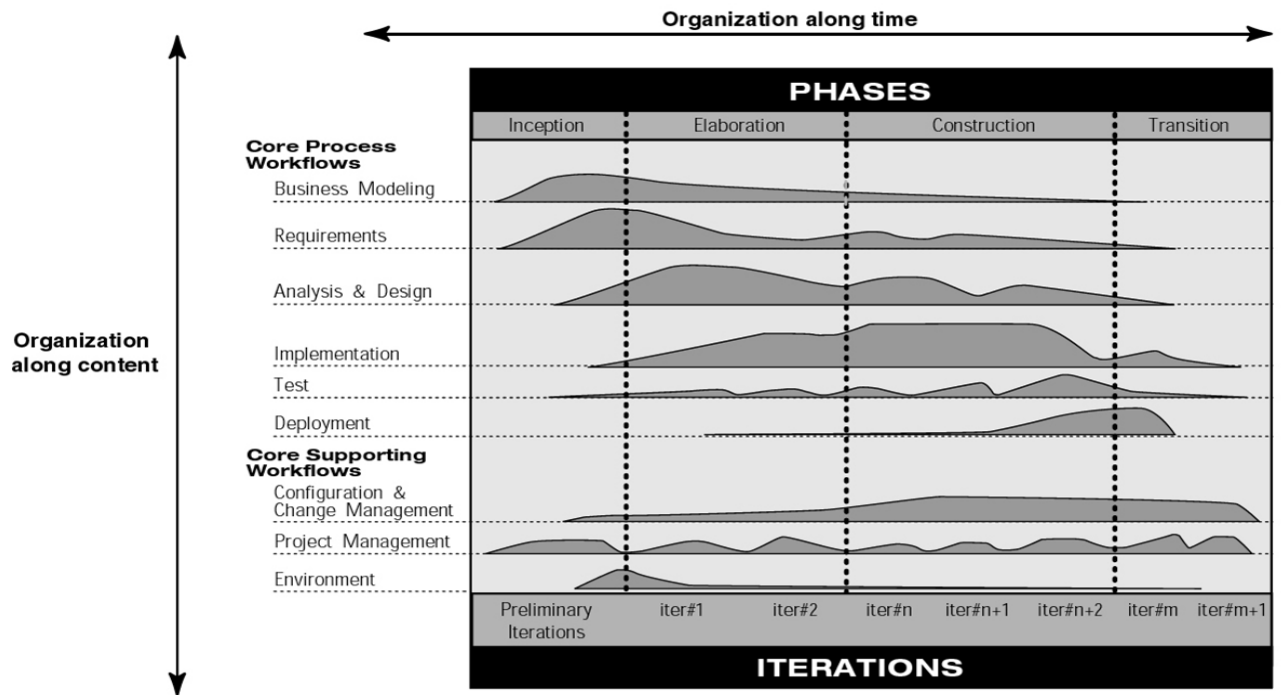 Organization along time
PHASES
Inception Elaboration Construction Transition
Core Process
Workflows
Business Modeling
Requirements
Analysis & Design
Organization
along content
Implementation
Test
Deployment
Core Supporting
Workflows
Configuration &
Change Management
Project Management
Environment
Preliminary
Iterations
iter#1 iter#2 iter#n iter#n+1 iter#n+2 iter#m iter#m+1
ITERATIONS